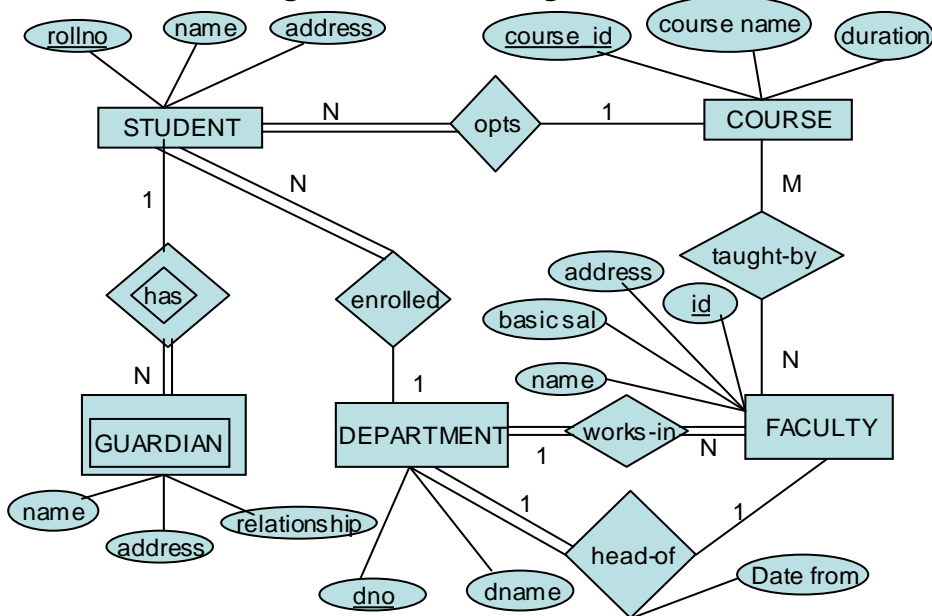 rollno
name
address
course_id
course name
duration
STUDENT
N
opts
1
COURSE
1
N
M
has
enrolled
taught-by
address
id
basic sal
name
N
1
N
GUARDIAN
DEPARTMENT
1
works-in
N
FACULTY
name
address
relationship
1
1
head-of
dno
dname
Date from